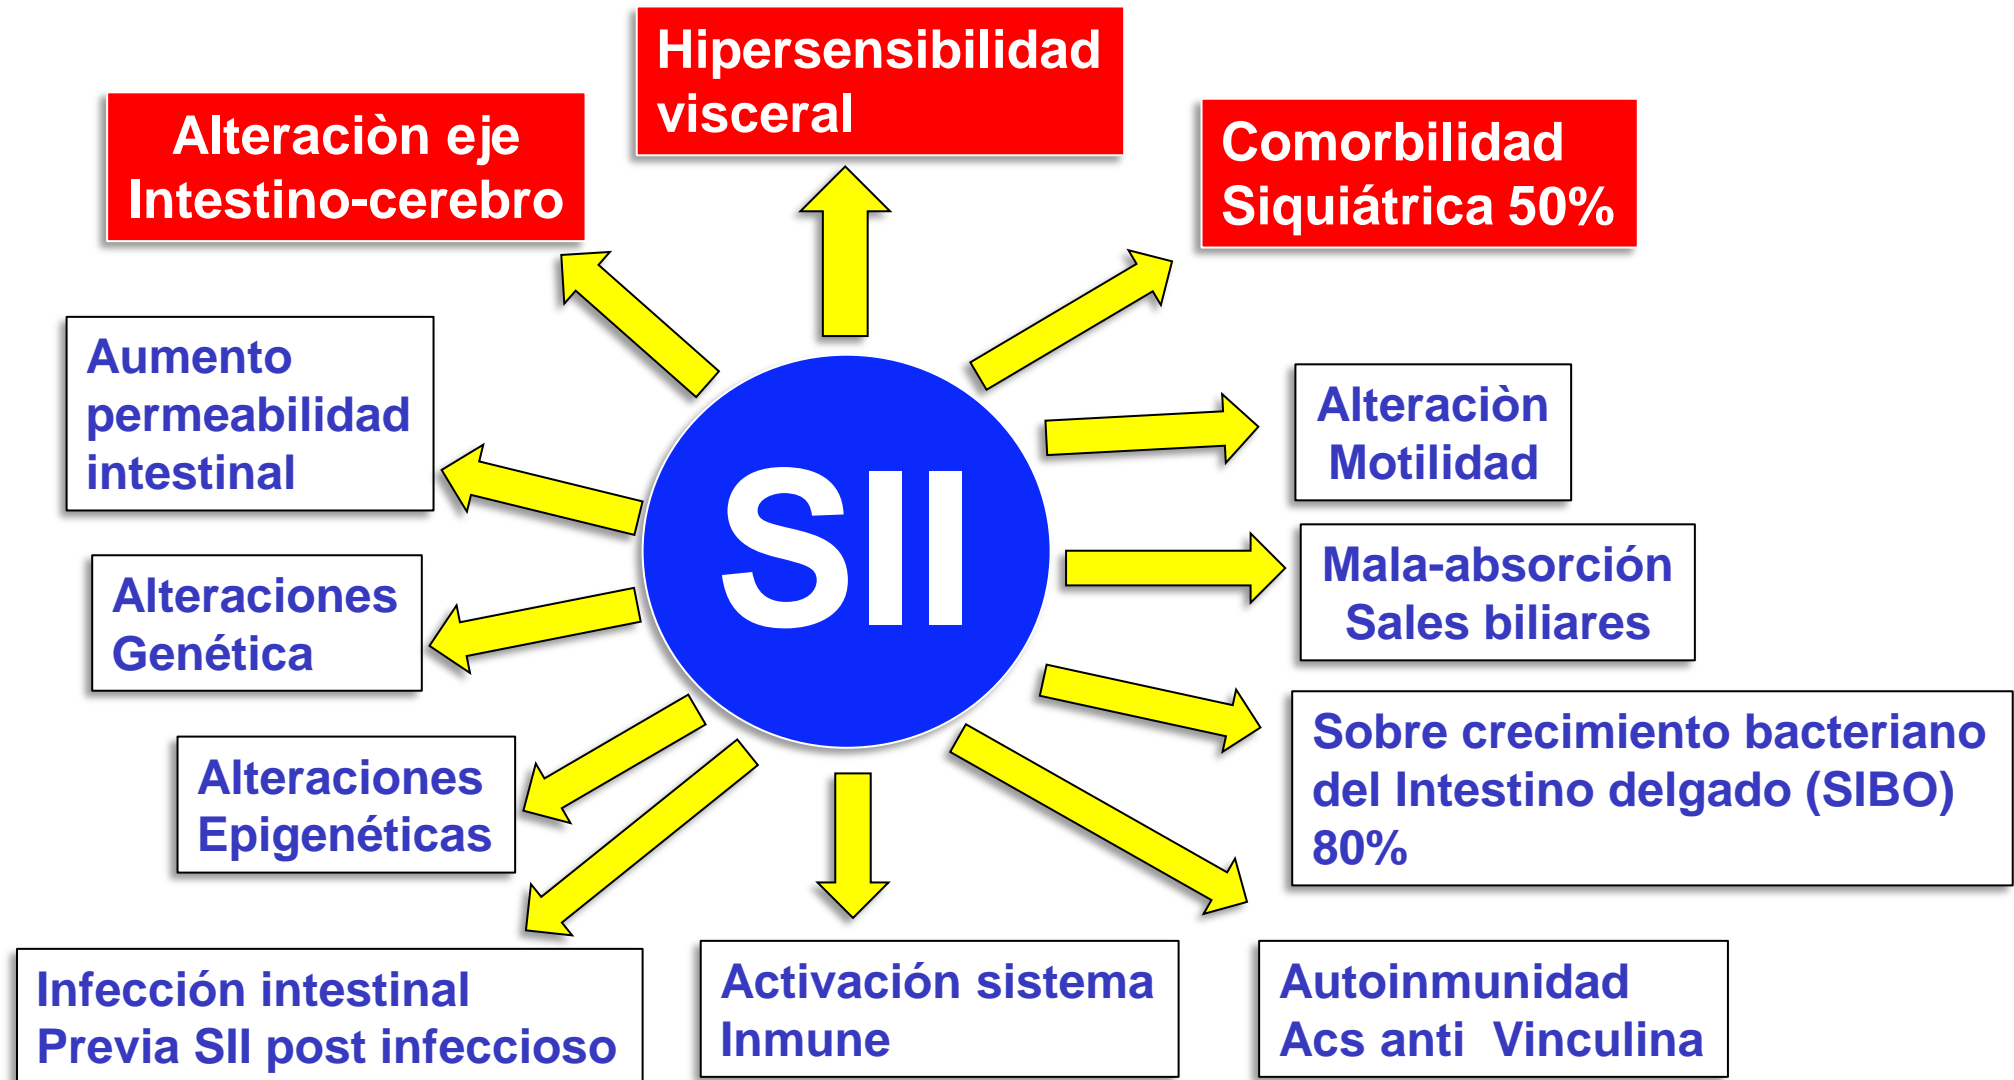 Hipersensibilidad
visceral
Alteraciòn eje
Intestino-cerebro
Comorbilidad
Siquiátrica 50%
Aumento
permeabilidad
intestinal
Alteraciòn
Motilidad
SII
Mala-absorción
Sales biliares
Alteraciones
Genética
Sobre crecimiento bacteriano
del Intestino delgado (SIBO)
80%
Alteraciones
Epigenéticas
Infección intestinal
Previa SII post infeccioso
Activación sistema
Inmune
Autoinmunidad
Acs anti  Vinculina